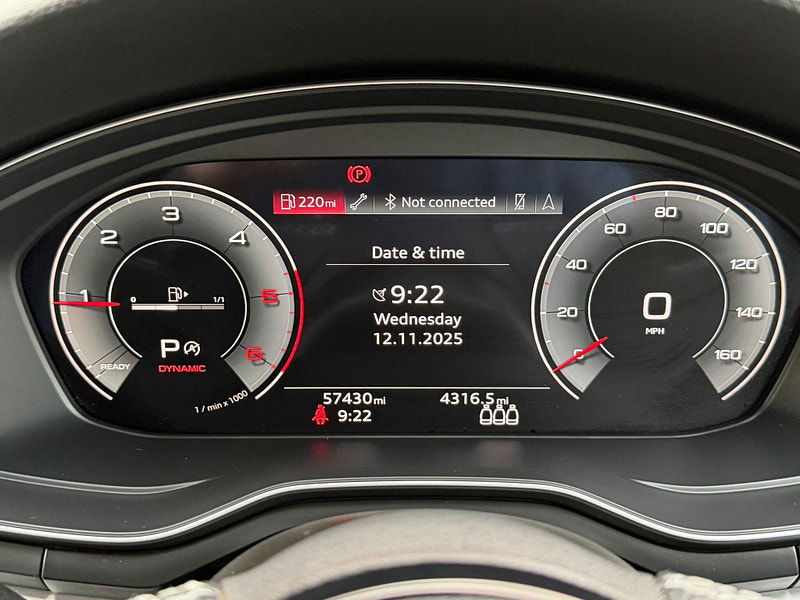 P
220mi
Not connected
Date & time
9:22
Wednesday
12.11.2025
57430mi
4316.5mi
9:22
1
2
3
4
5
6
0
1/1
READY
P
A
DYNAMIC
1 / min x 1000
0
20
40
60
80
100
120
140
160
0
MPH